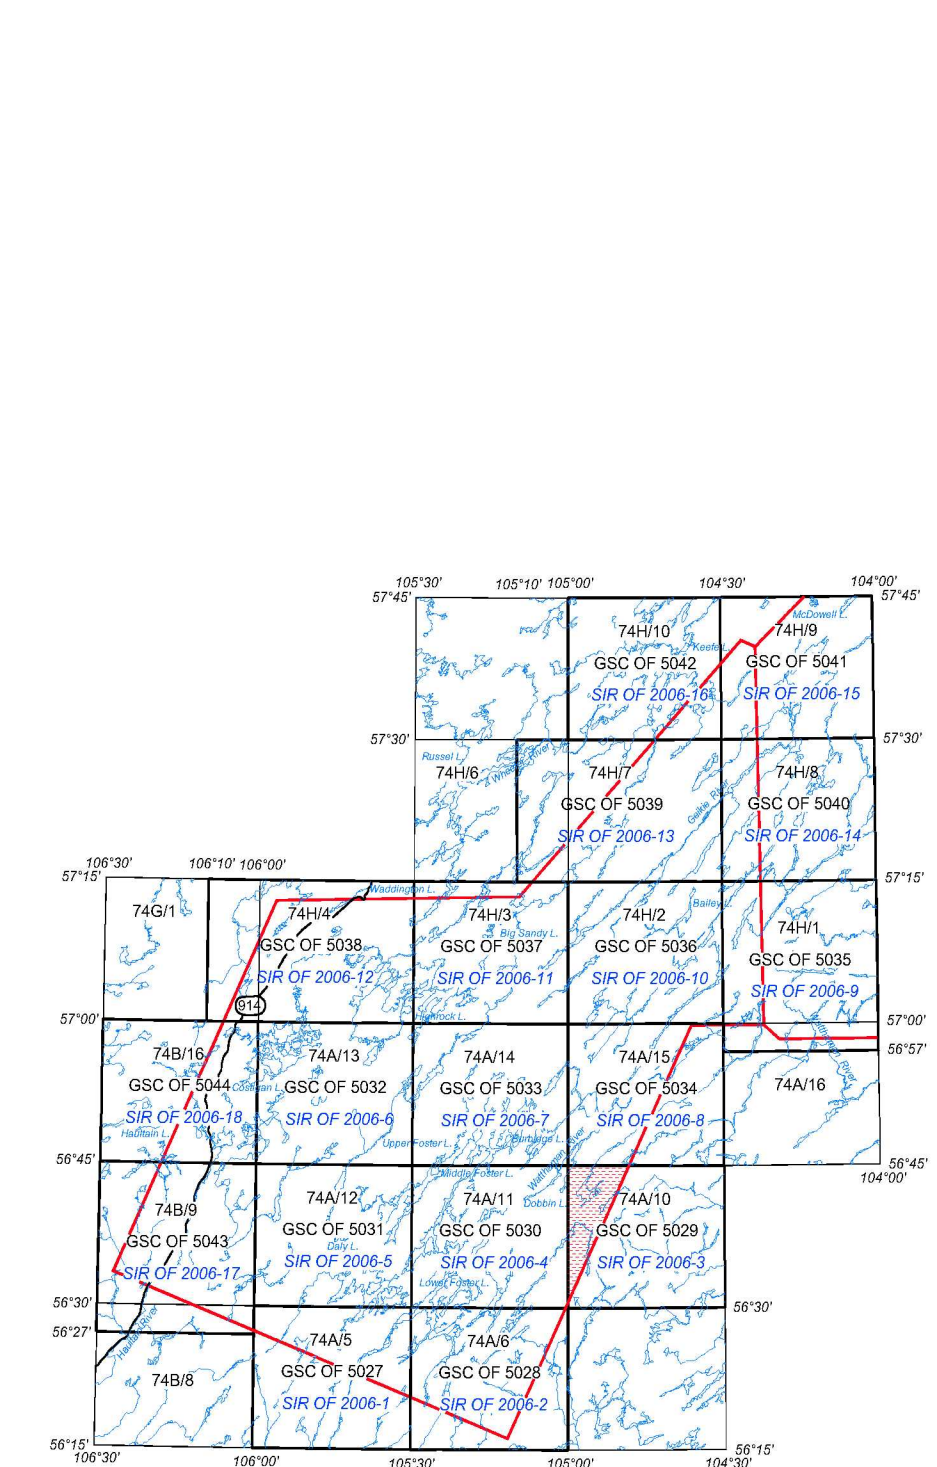 105°30'
105°10'
105°00'
104°30'
104°00'
57°45'
57°45'
McDowell L.
74H/10
74H/9
Keefe L.
GSC OF 5042
GSC OF 5041
SIR OF 2006-16
SIR OF 2006-15
57°30'
57°30'
Russel L.
Wheeler River
74H/6
74H/7
74H/8
Geikie River
GSC OF 5039
GSC OF 5040
SIR OF 2006-13
SIR OF 2006-14
106°30'
106°10'
106°00'
57°15'
57°15'
Waddington L.
Bailey L.
74G/1
74H/4
74H/3
74H/2
74H/1
Big Sandy L.
GSC OF 5038
GSC OF 5037
GSC OF 5036
GSC OF 5035
SIR OF 2006-12
SIR OF 2006-11
SIR OF 2006-10
SIR OF 2006-9
914
Highrock L.
57°00'
57°00'
Wathaman River
56°57'
74B/16
74A/13
74A/14
74A/15
74A/16
GSC OF 5044
Costigan L.
GSC OF 5032
GSC OF 5033
GSC OF 5034
SIR OF 2006-18
SIR OF 2006-6
SIR OF 2006-7
SIR OF 2006-8
Haultain L.
Upper Foster L.
Burbidge L.
56°45'
56°45'
Middle Foster L.
Wathaman River
104°00'
74B/9
74A/12
74A/11
74A/10
Dobbin L.
GSC OF 5043
GSC OF 5031
GSC OF 5030
GSC OF 5029
Daly L.
SIR OF 2006-17
SIR OF 2006-5
SIR OF 2006-4
SIR OF 2006-3
Lower Foster L.
56°30'
56°30'
Haultain River
56°27'
74A/5
74A/6
GSC OF 5027
GSC OF 5028
74B/8
SIR OF 2006-1
SIR OF 2006-2
56°15'
56°15'
106°30'
106°00'
105°30'
105°00'
104°30'